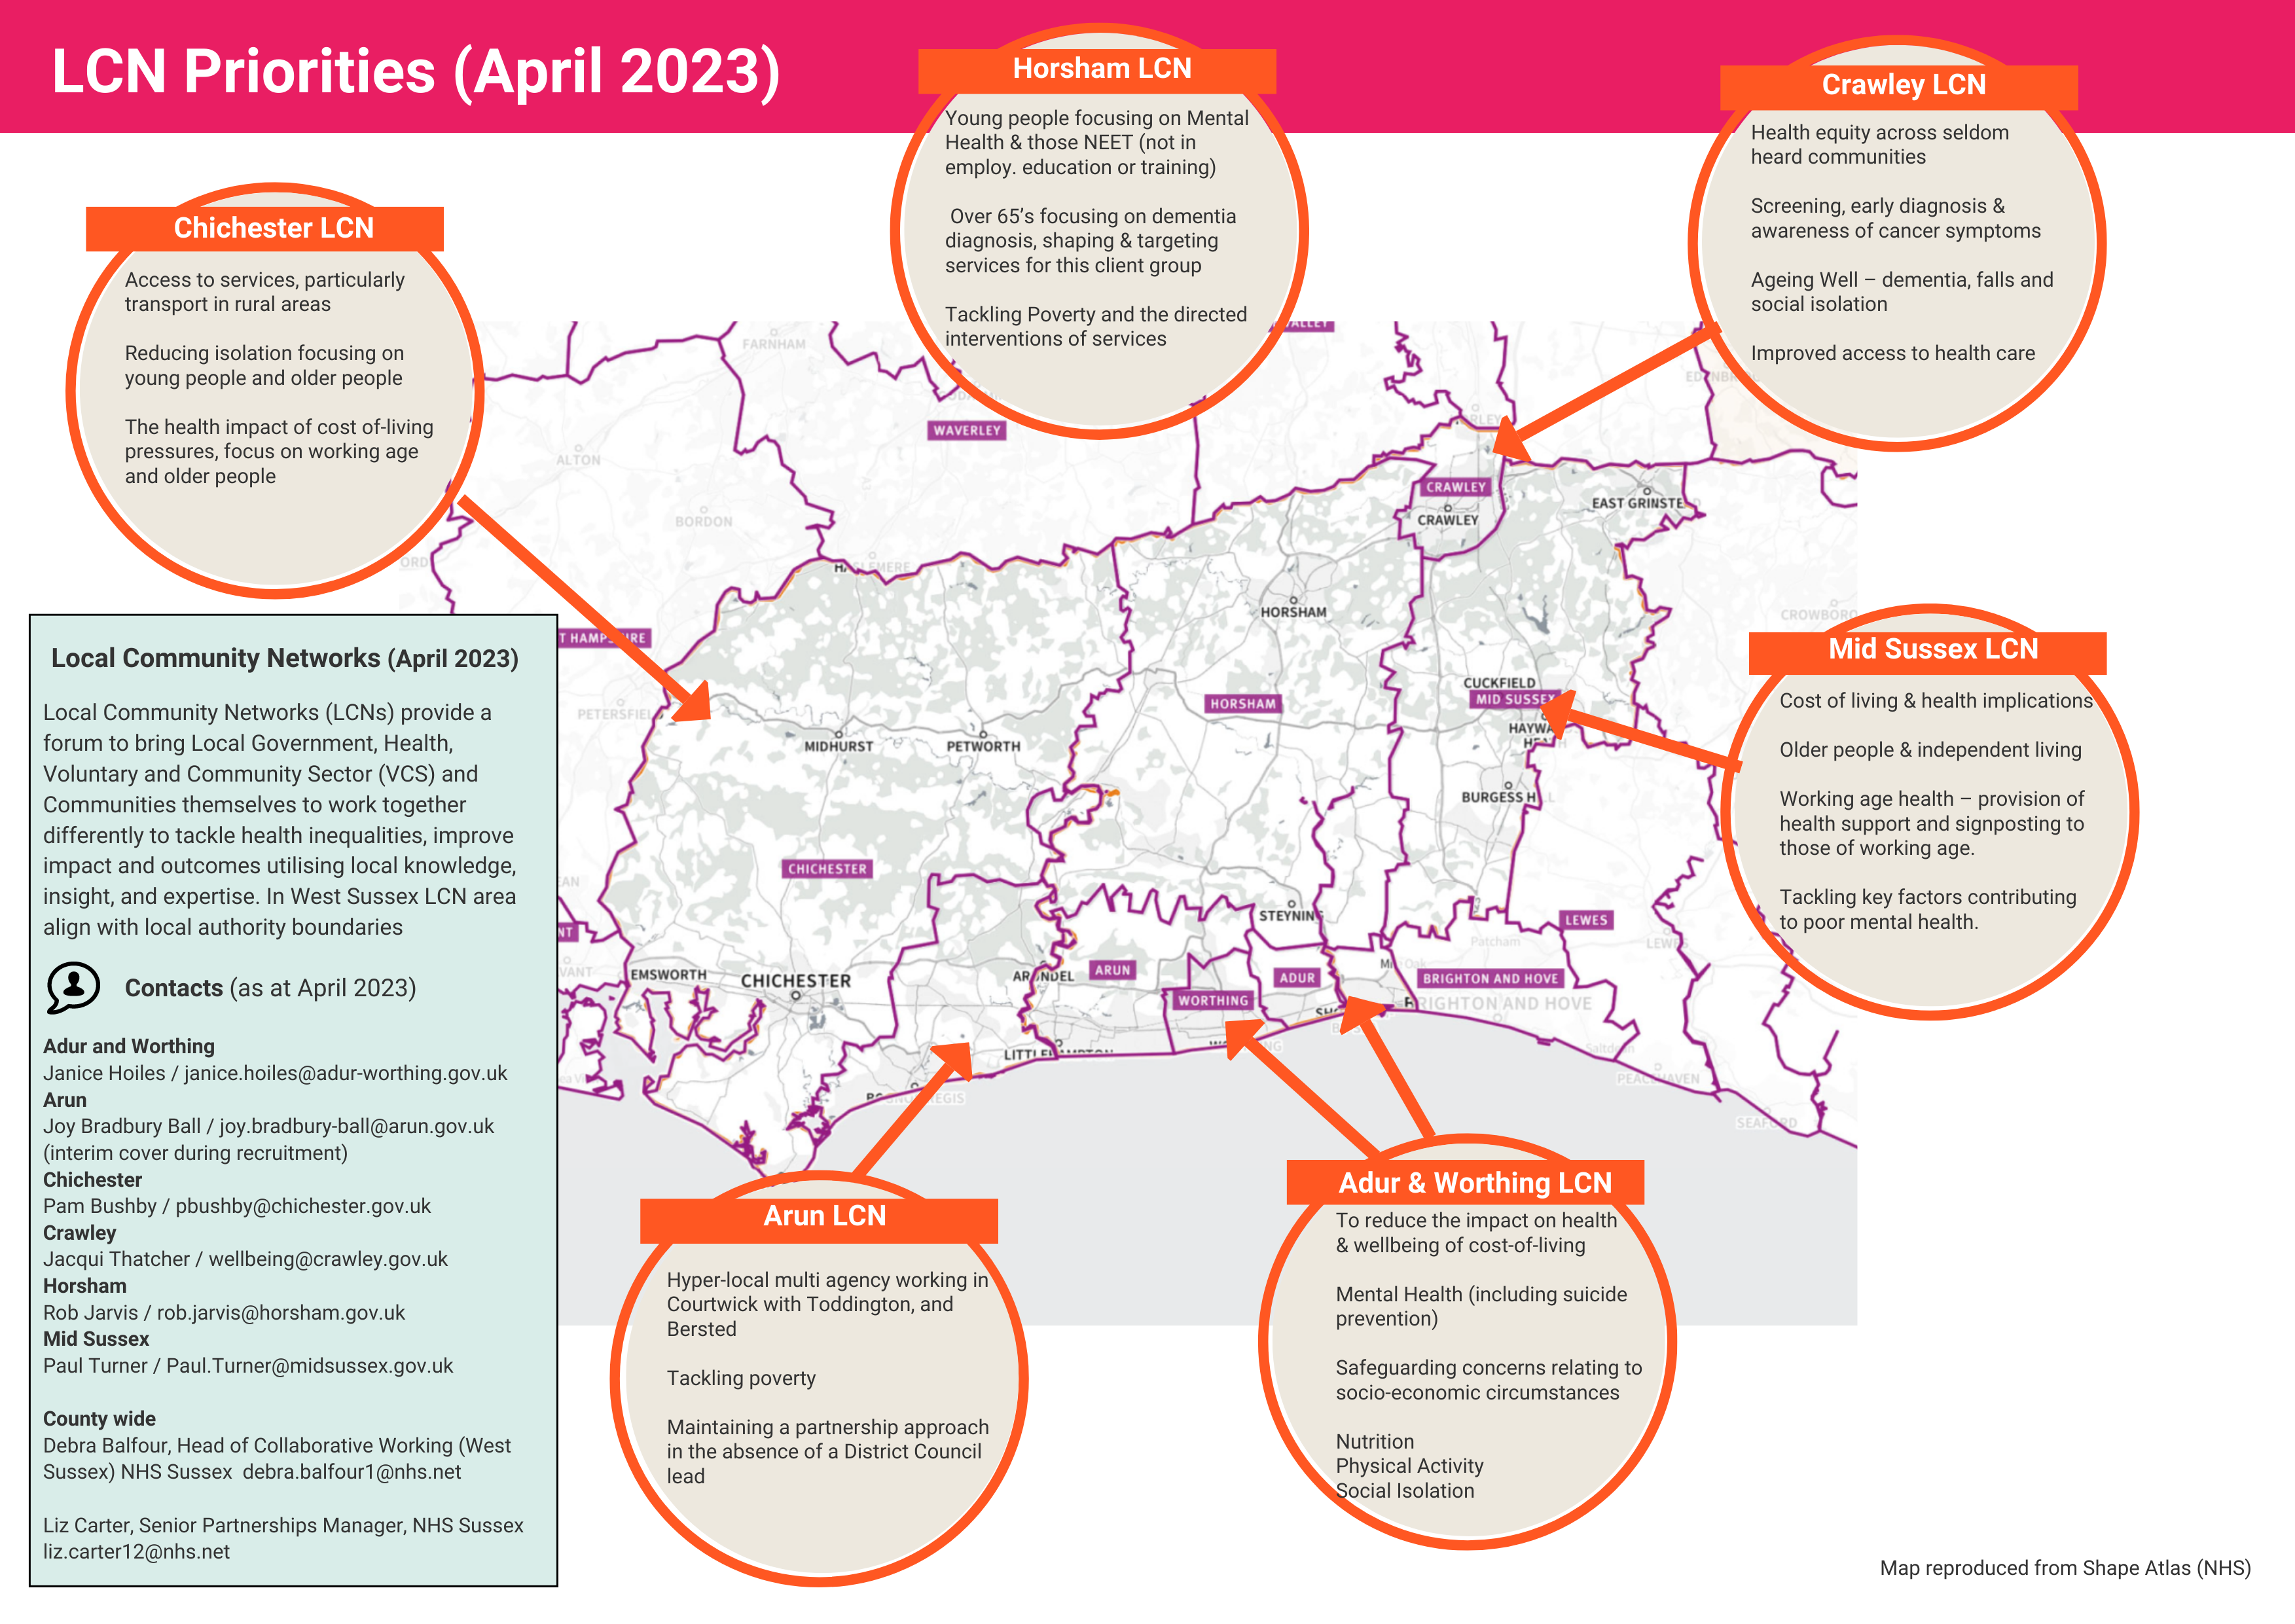 LCN Priorities (April 2023)
Horsham LCN
Young people focusing on Mental
Health & those NEET (not in
employ. education or training)
Over 65's focusing on dementia
diagnosis, shaping & targeting
services for this client group
Tackling Poverty and the directed
interventions of services
Crawley LCN
Health equity across seldom
heard communities
Screening, early diagnosis &
awareness of cancer symptoms
Ageing Well – dementia, falls and
social isolation
Improved access to health care
Chichester LCN
Access to services, particularly
transport in rural areas
Reducing isolation focusing on
young people and older people
The health impact of cost of-living
pressures, focus on working age
and older people
Mid Sussex LCN
Cost of living & health implications
Older people & independent living
Working age health – provision of
health support and signposting to
those of working age.
Tackling key factors contributing
to poor mental health.
Local Community Networks (April 2023)
Local Community Networks (LCNs) provide a
forum to bring Local Government, Health,
Voluntary and Community Sector (VCS) and
Communities themselves to work together
differently to tackle health inequalities, improve
impact and outcomes utilising local knowledge,
insight, and expertise. In West Sussex LCN area
align with local authority boundaries
Contacts (as at April 2023)
Adur and Worthing
Janice Hoiles / janice.hoiles@adur-worthing.gov.uk
Arun
Joy Bradbury Ball / joy.bradbury-ball@arun.gov.uk
(interim cover during recruitment)
Chichester
Pam Bushby / pbushby@chichester.gov.uk
Crawley
Jacqui Thatcher / wellbeing@crawley.gov.uk
Horsham
Rob Jarvis / rob.jarvis@horsham.gov.uk
Mid Sussex
Paul Turner / Paul.Turner@midsussex.gov.uk
County wide
Debra Balfour, Head of Collaborative Working (West
Sussex) NHS Sussex debra.balfour1@nhs.net
Liz Carter, Senior Partnerships Manager, NHS Sussex
liz.carter12@nhs.net
Arun LCN
Hyper-local multi agency working in
Courtwick with Toddington, and
Bersted
Tackling poverty
Maintaining a partnership approach
in the absence of a District Council
lead
Adur & Worthing LCN
To reduce the impact on health
& wellbeing of cost-of-living
Mental Health (including suicide
prevention)
Safeguarding concerns relating to
socio-economic circumstances
Nutrition
Physical Activity
Social Isolation
FARNHAM
WAVERLEY
ALTON
BORDON
CRAWLEY
CRAWLEY
EAST GRINSTE
HORSHAM
CUCKFIELD
MID SUSSEX
HORSHAM
MIDHURST
PETWORTH
BURGESS H
CHICHESTER
STEYNING
LEWES
LEWES
Patcham
EMSWORTH
CHICHESTER
ARUNDEL
ARUN
ADUR
WORTHING
BRIGHTON AND HOVE
BRIGHTON AND HOVE
LITTLEHAMPTON
Saltdean
PEACEHAVEN
SEAFORD
Map reproduced from Shape Atlas (NHS)